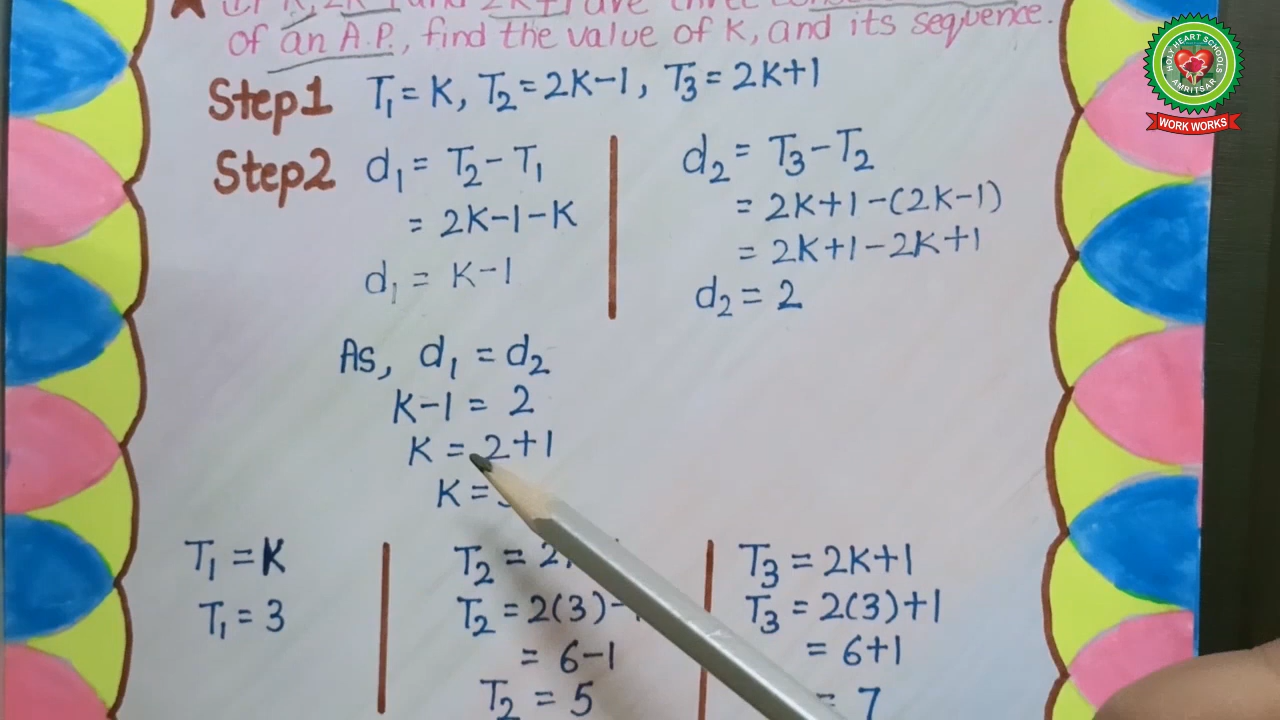 of an A.P., find the value of K, and its sequence.
Step1 T₁ = K, T₂ = 2K-1, T₃ = 2K+1
Step2 d₁ = T₂-T₁
= 2K-1-K
d₁ = K-1
d₂ = T₃-T₂
= 2K+1-(2K-1)
= 2K+1-2K+1
d₂ = 2
As, d₁ = d₂
K-1 = 2
K = 2+1
K =
T₁ = K
T₁ = 3
T₂ = 2
T₂ = 2(3)-
= 6-1
T₂ = 5
T₃ = 2K+1
T₃ = 2(3)+1
= 6+1
= 7
HOLY HEART SCHOOLS
AMRITSAR
WORK WORKS